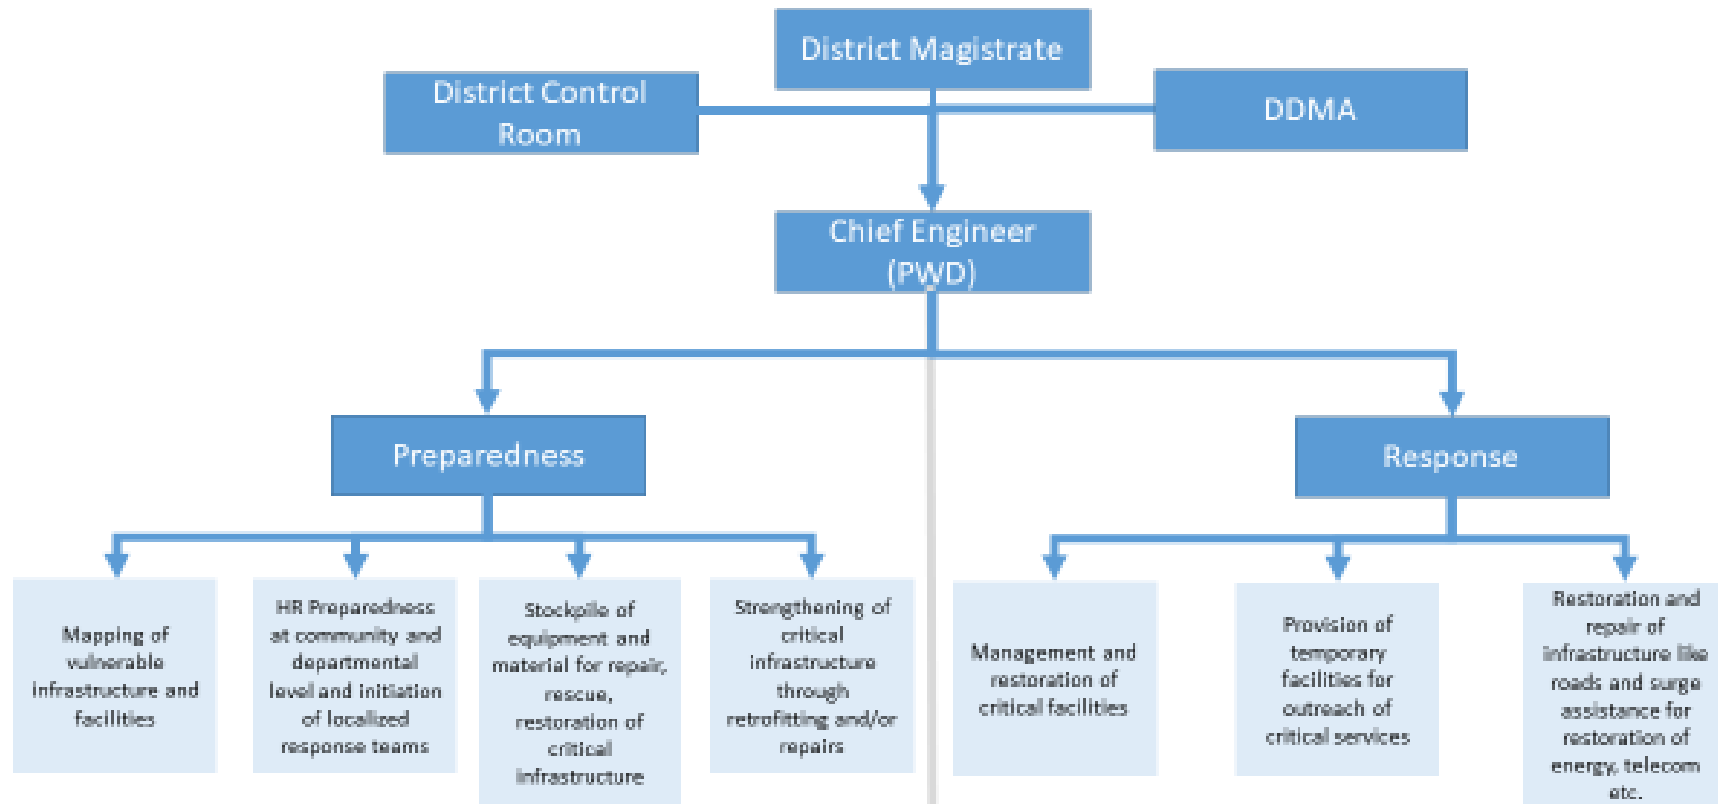 District Magistrate
District Control
Room
DDMA
Chief Engineer
(PWD)
Preparedness
Response
Mapping of
vulnerable
infrastructure and
facilities
HR Preparedness
at community and
departmental
level and initiation
of localized
response teams
Stockpile of
equipment and
material for repair,
rescue,
restoration of
critical
infrastructure
Strengthening of
critical
infrastructure
through
retrofitting and/or
repairs
Management and
restoration of
critical facilities
Provision of
temporary
facilities for
outreach of
critical services
Restoration and
repair of
infrastructure like
roads and surge
assistance for
restoration of
energy, telecom
etc.